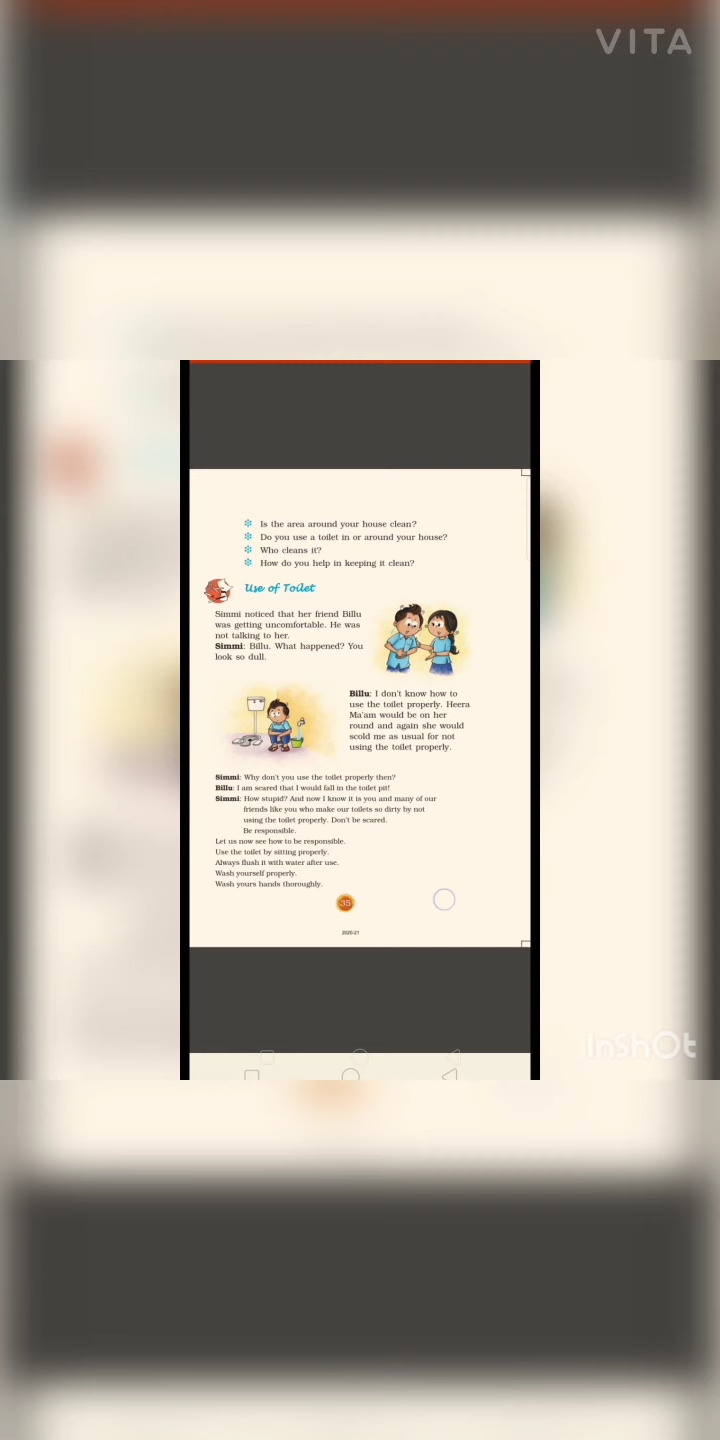 VITA
Is the area around your house clean?
Do you use a toilet in or around your house?
Who cleans it?
How do you help in keeping it clean?
Use of Toilet
Simmi noticed that her friend Billu
was getting uncomfortable. He was
not talking to her.
Simmi: Billu. What happened? You
look so dull.
Billu: I don't know how to
use the toilet properly. Heera
Ma'am would be on her
round and again she would
scold me as usual for not
using the toilet properly.
Simmi: Why don't you use the toilet properly then?
Billu: I am scared that I would fall in the toilet pit!
Simmi: How stupid? And now I know it is you and many of our
friends like you who make our toilets so dirty by not
using the toilet properly. Don't be scared.
Be responsible.
Let us now see how to be responsible.
Use the toilet by sitting properly.
Always flush it with water after use.
Wash yourself properly.
Wash yours hands thoroughly.
35
2020-21
InShOt